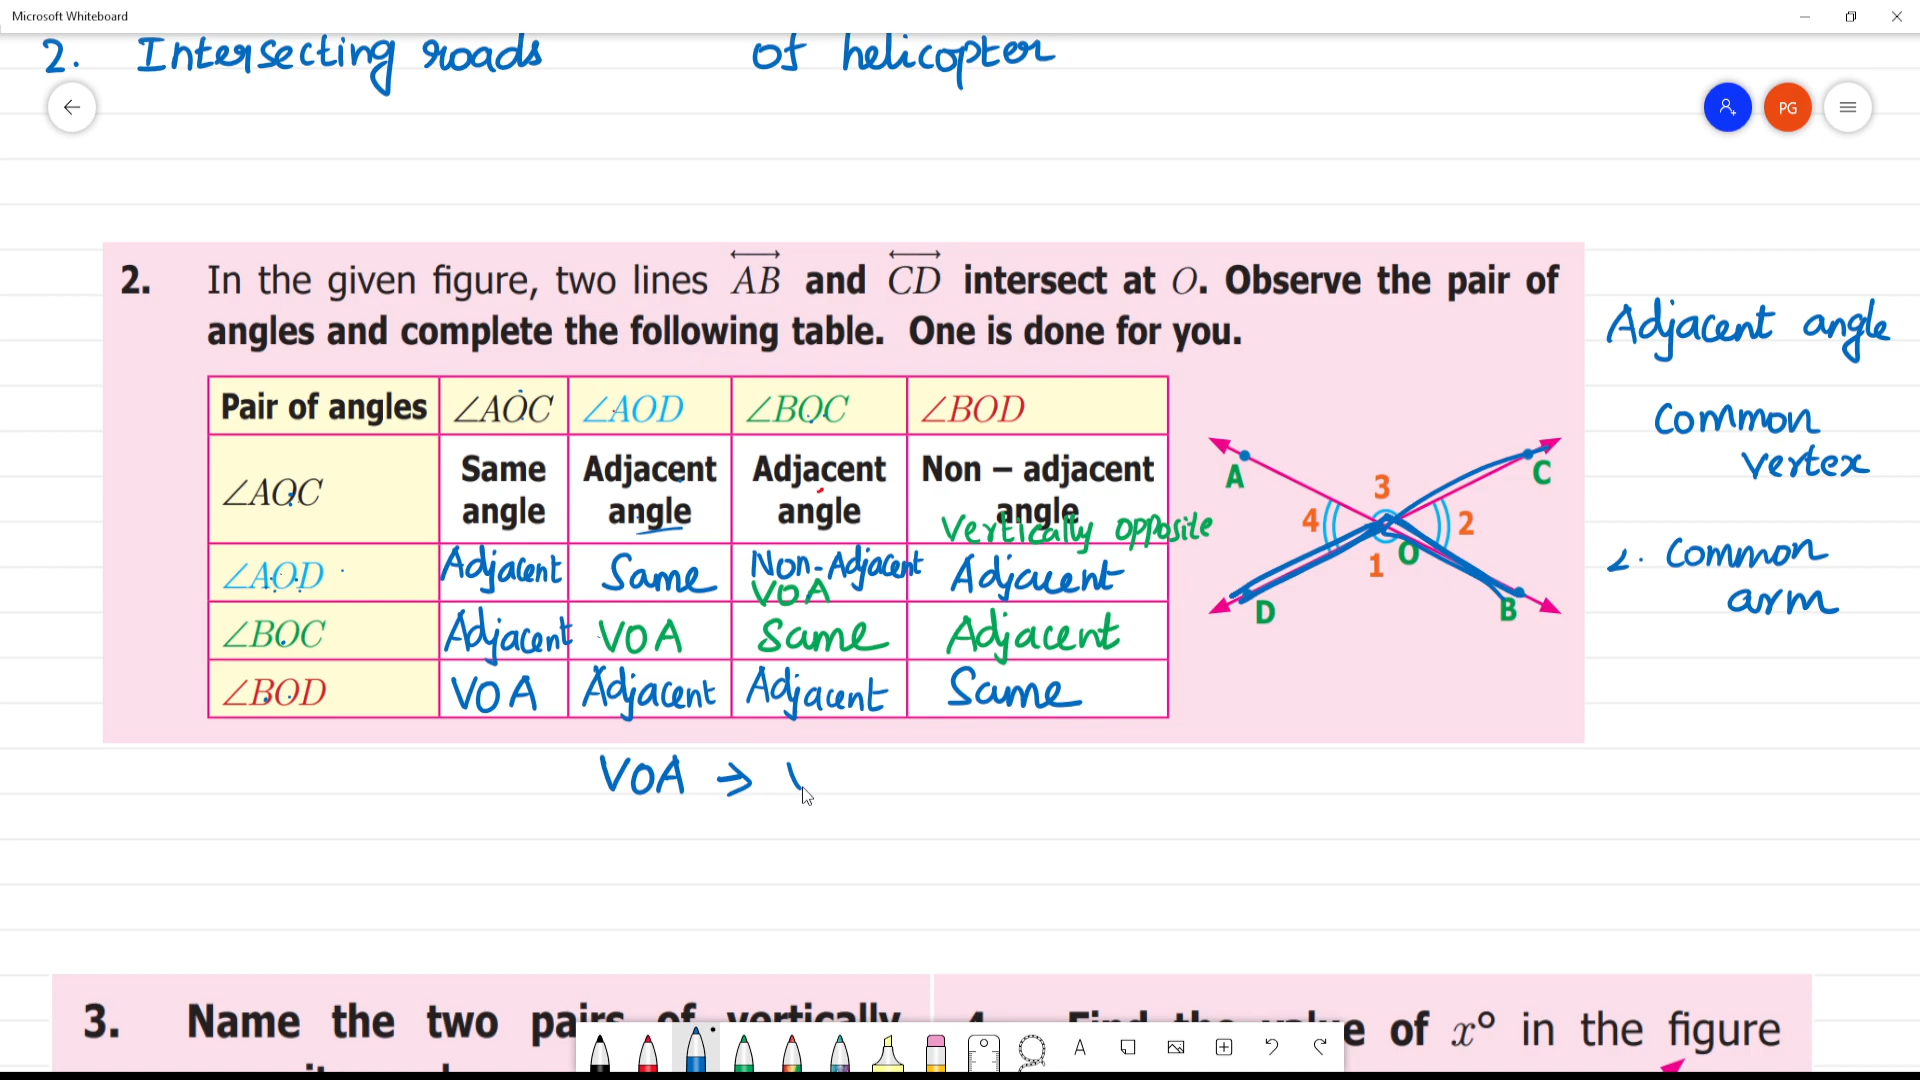 Microsoft Whiteboard
2. Intersecting roads of helicopter
PG
2. In the given figure, two lines AB and CD intersect at O. Observe the pair of
angles and complete the following table. One is done for you.
Pair of angles ∠AOC ∠AOD ∠BOC ∠BOD
∠AOC Same angle Adjacent angle Adjacent angle Non – adjacent angle
Vertically opposite
∠AOD Adjacent Same Non-Adjacent VOA Adjacent
∠BOC Adjacent VOA Same Adjacent
∠BOD VOA Adjacent Adjacent Same
A
C
3
4
2
1
O
D
B
Adjacent angle
Common
vertex
2. Common
arm
VOA ⇒
3. Name the two pairs of vertically
4. Find the value of x° in the figure
A